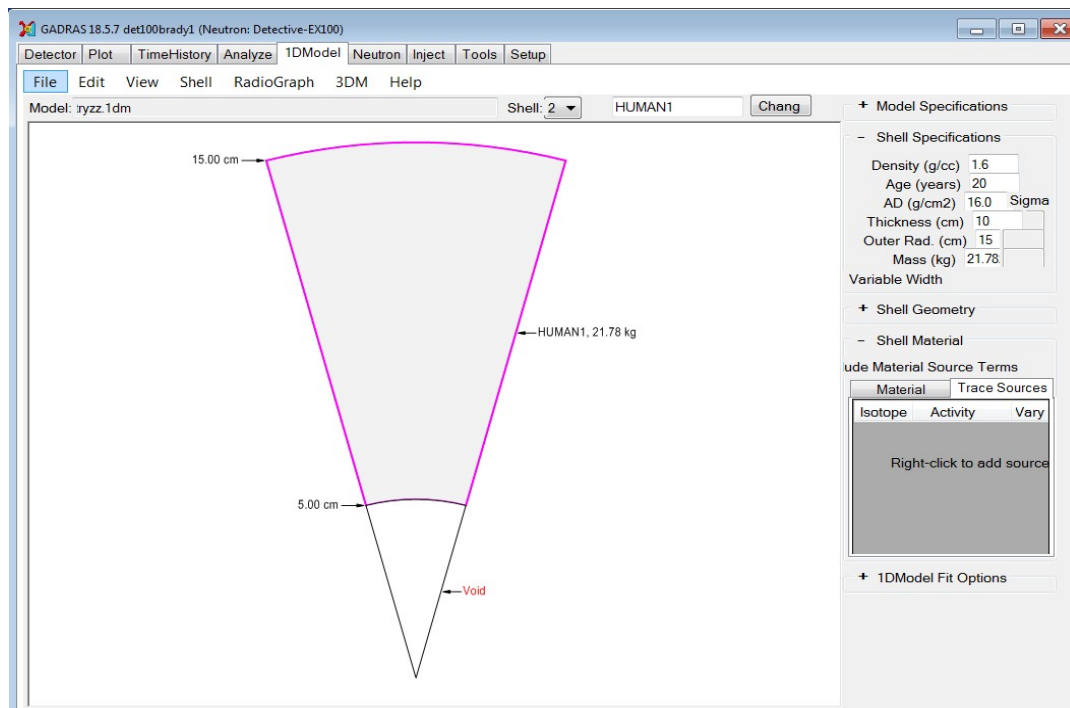 GADRAS 18.5.7 det100brady1 (Neutron: Detective-EX100)
Detector Plot TimeHistory Analyze 1DModel Neutron Inject Tools Setup
File Edit View Shell RadioGraph 3DM Help
Model: tryzz.1dm Shell: 2 HUMAN1 Chang
+ Model Specifications
- Shell Specifications
Density (g/cc) 1.6
Age (years) 20
AD (g/cm2) 16.0 Sigma
Thickness (cm) 10
Outer Rad. (cm) 15
Mass (kg) 21.78
Variable Width
+ Shell Geometry
- Shell Material
ude Material Source Terms
Material Trace Sources
Isotope Activity Vary
Right-click to add source
+ 1DModel Fit Options
15.00 cm
HUMAN1, 21.78 kg
5.00 cm
Void